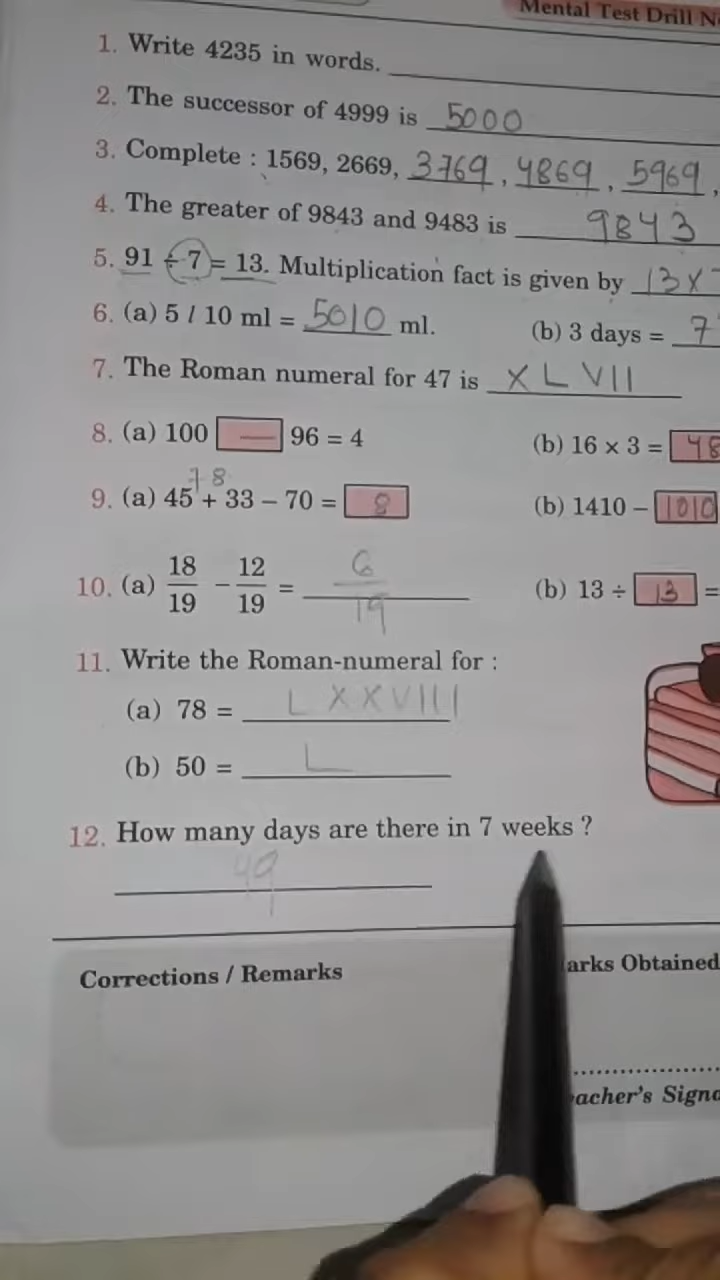 Mental Test Drill N
1. Write 4235 in words.
2. The successor of 4999 is 5000
3. Complete : 1569, 2669, 3769, 4869, 5969,
4. The greater of 9843 and 9483 is 9843
5. 91 ÷ 7 = 13. Multiplication fact is given by 13×7
6. (a) 5 l 10 ml = 5010 ml. (b) 3 days = 7
7. The Roman numeral for 47 is XLVII
8. (a) 100 — 96 = 4 (b) 16 × 3 = 48
78
9. (a) 45 + 33 – 70 = 8 (b) 1410 – 1010
10. (a) 18/19 – 12/19 = 6/19 (b) 13 ÷ 13 =
11. Write the Roman-numeral for :
(a) 78 = LXXVIII
(b) 50 = L
12. How many days are there in 7 weeks ?
49
Corrections / Remarks arks Obtained
acher's Signa